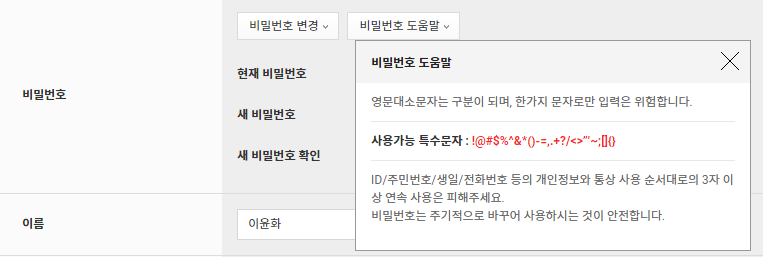 비밀번호 변경
비밀번호 도움말
비밀번호 도움말
현재 비밀번호
영문대소문자는 구분이 되며, 한가지 문자로만 입력은 위험합니다.
비밀번호
새 비밀번호
사용가능 특수문자 : !@#$%^&*()-=,.+?/<>"'~;[]{}
새 비밀번호 확인
ID/주민번호/생일/전화번호 등의 개인정보와 통상 사용 순서대로의 3자 이
상 연속 사용은 피해주세요.
비밀번호는 주기적으로 바꾸어 사용하시는 것이 안전합니다.
이름
이윤화